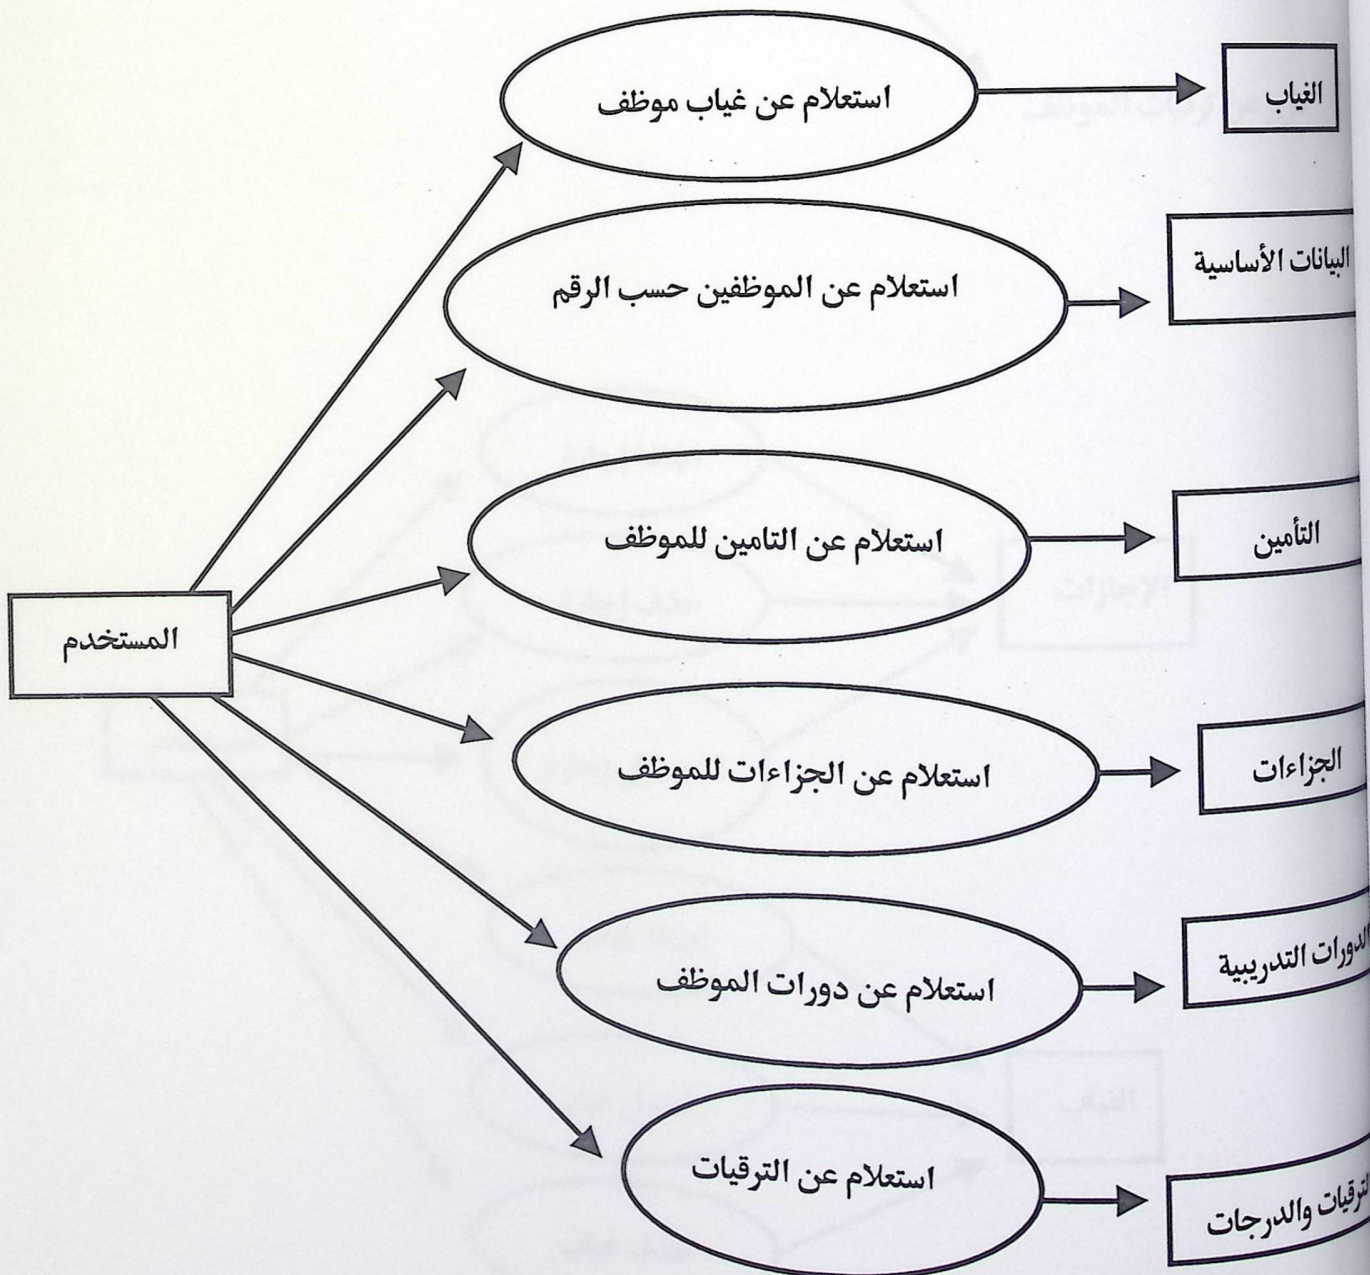 استعلام عن غياب موظف
الغياب
استعلام عن الموظفين حسب الرقم
البيانات الأساسية
استعلام عن التامين للموظف
التأمين
المستخدم
استعلام عن الجزاءات للموظف
الجزاءات
استعلام عن دورات الموظف
الدورات التدريبية
استعلام عن الترقيات
الترقيات والدرجات